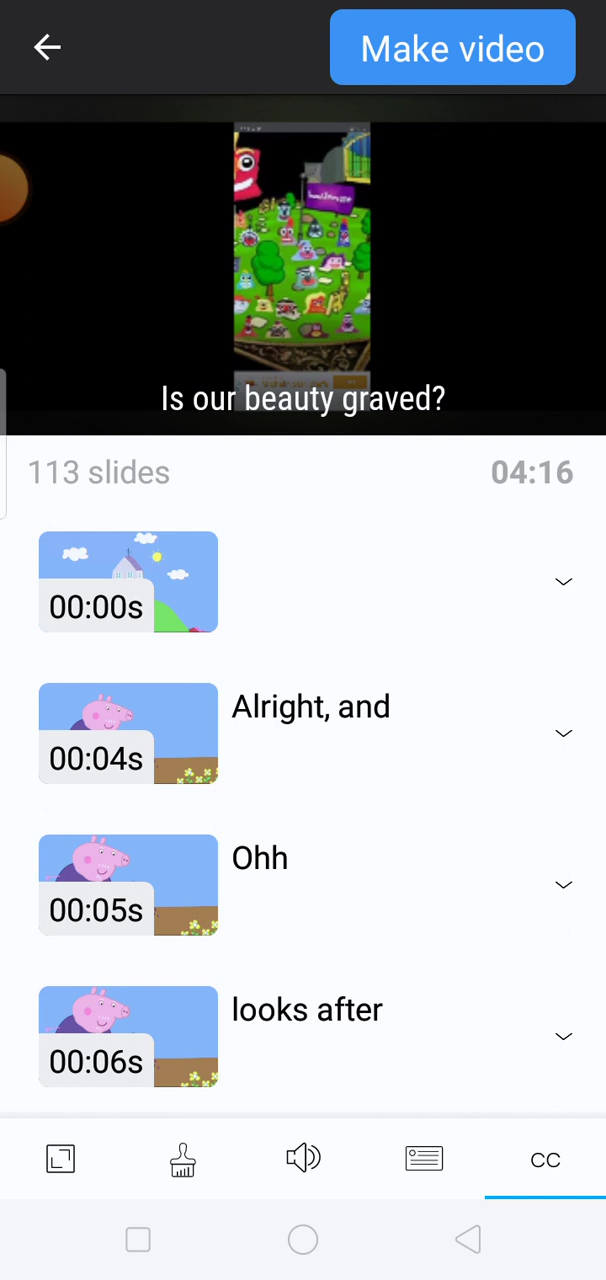 Make video
Is our beauty graved?
113 slides
04:16
00:00s
Alright, and
00:04s
Ohh
00:05s
looks after
00:06s
CC